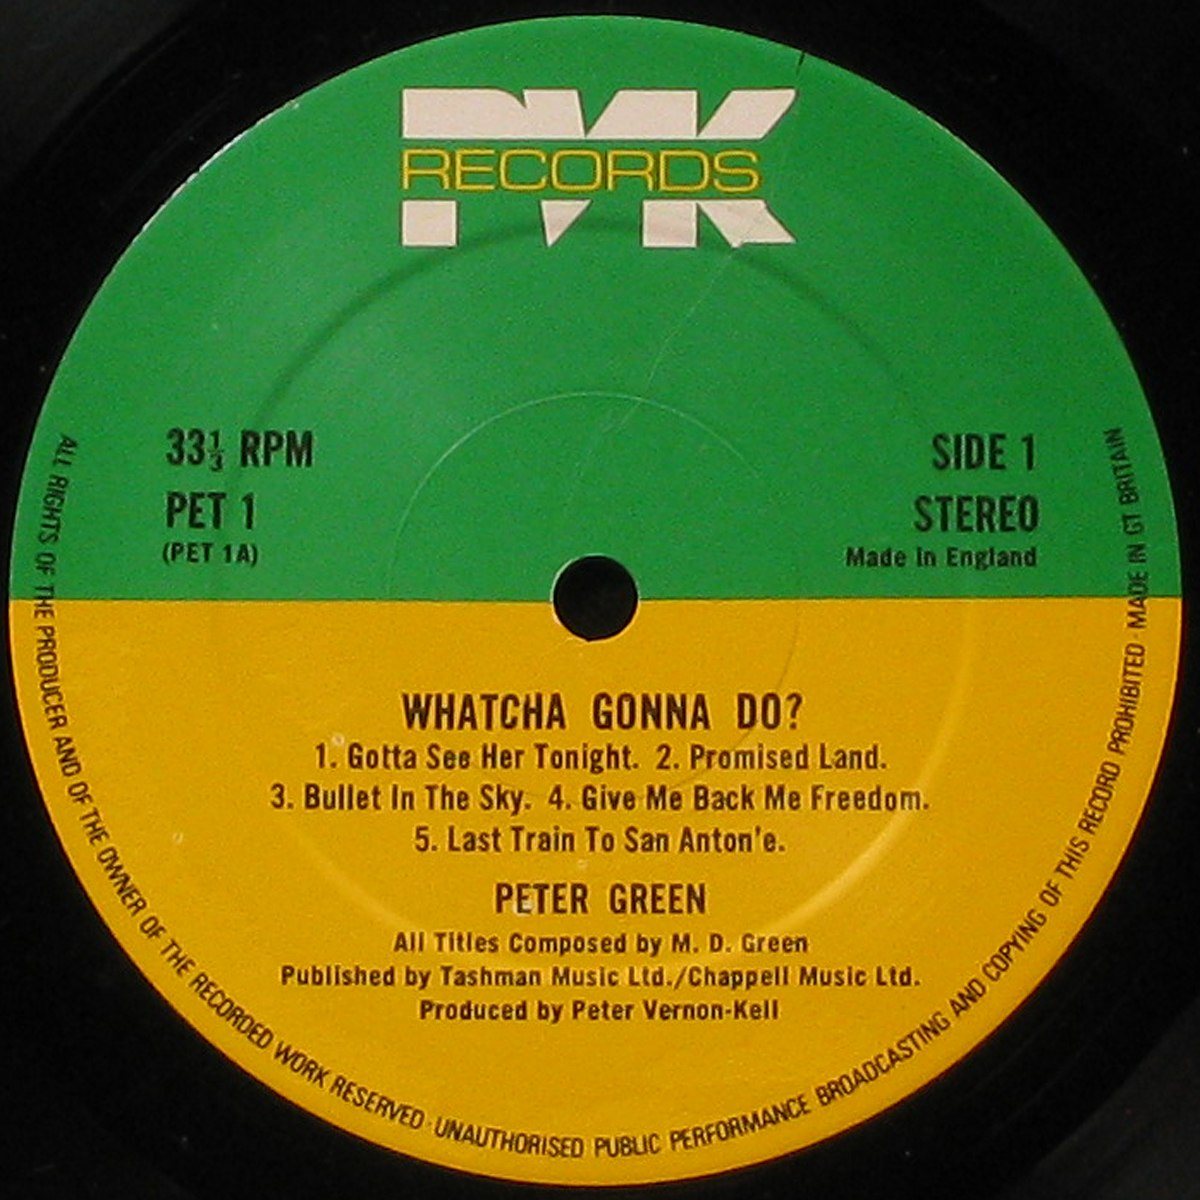 PVK
RECORDS
33⅓ RPM
PET 1
(PET 1A)
SIDE 1
STEREO
Made in England
WHATCHA GONNA DO?
1. Gotta See Her Tonight. 2. Promised Land.
3. Bullet In The Sky. 4. Give Me Back Me Freedom.
5. Last Train To San Anton'e.
PETER GREEN
All Titles Composed by M. D. Green
Published by Tashman Music Ltd./Chappell Music Ltd.
Produced by Peter Vernon-Kell
ALL RIGHTS OF THE PRODUCER AND OF THE OWNER OF THE RECORDED WORK RESERVED · UNAUTHORISED PUBLIC PERFORMANCE BROADCASTING AND COPYING OF THIS RECORD PROHIBITED · MADE IN GT BRITAIN